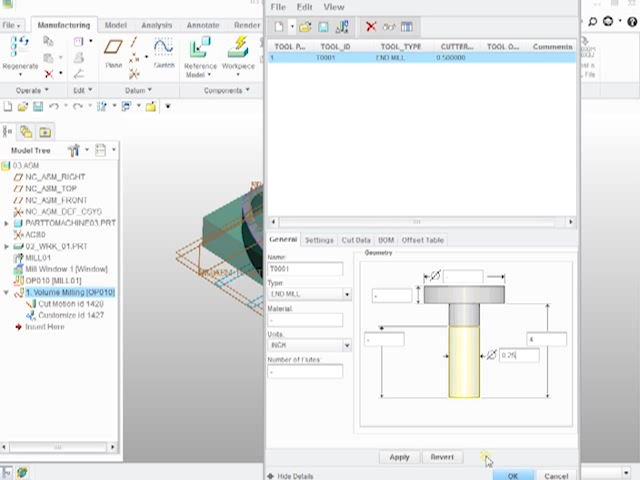 File Edit View
File Manufacturing Model Analysis Annotate Render
Regenerate
Plane
Sketch
Reference Model
Workpiece
File
Operate Edit Datum Components
TOOL P... TOOL_ID TOOL_TYPE CUTTER... TOOL O... Comments
1 T0001 END MILL 0.500000
Model Tree
03.ASM
NC_ASM_RIGHT
NC_ASM_TOP
NC_ASM_FRONT
NC_ASM_DEF_CSYS
PARTTOMACHINE03.PRT
ACS0
03_WRK_01.PRT
MILL01
Mill Window 1 [Window]
OP010 [MILL01]
1. Volume Milling [OP010]
Cut Motion id 1420
Customize id 1427
Insert Here
General Settings Cut Data BOM Offset Table
Name:
T0001
Type:
END MILL
Material:
-
Units:
INCH
Number of Flutes:
-
Geometry
-
-
-
4
0.25
Apply Revert
Hide Details
OK Cancel